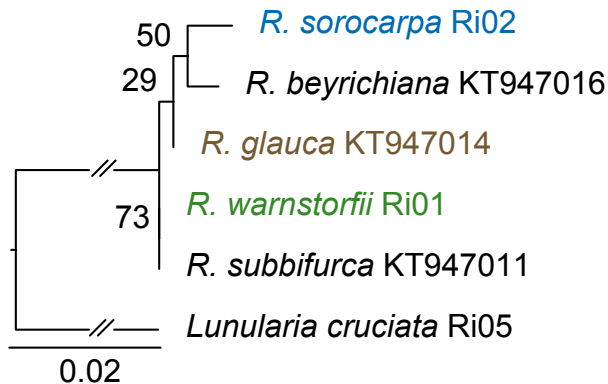 50
R. sorocarpa Ri02
29
R. beyrichiana KT947016
R. glauca KT947014
73
R. warnstorfii Ri01
R. subbifurca KT947011
Lunularia cruciata Ri05
0.02